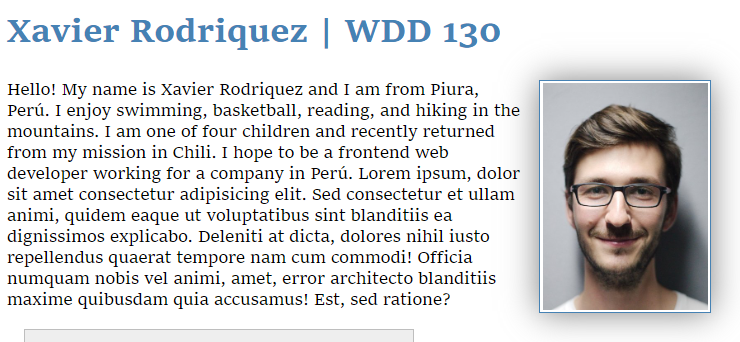 Xavier Rodriquez | WDD 130
Hello! My name is Xavier Rodriquez and I am from Piura,
Perú. I enjoy swimming, basketball, reading, and hiking in the
mountains. I am one of four children and recently returned
from my mission in Chili. I hope to be a frontend web
developer working for a company in Perú. Lorem ipsum, dolor
sit amet consectetur adipisicing elit. Sed consectetur et ullam
animi, quidem eaque ut voluptatibus sint blanditiis ea
dignissimos explicabo. Deleniti at dicta, dolores nihil iusto
repellendus quaerat tempore nam cum commodi! Officia
numquam nobis vel animi, amet, error architecto blanditiis
maxime quibusdam quia accusamus! Est, sed ratione?